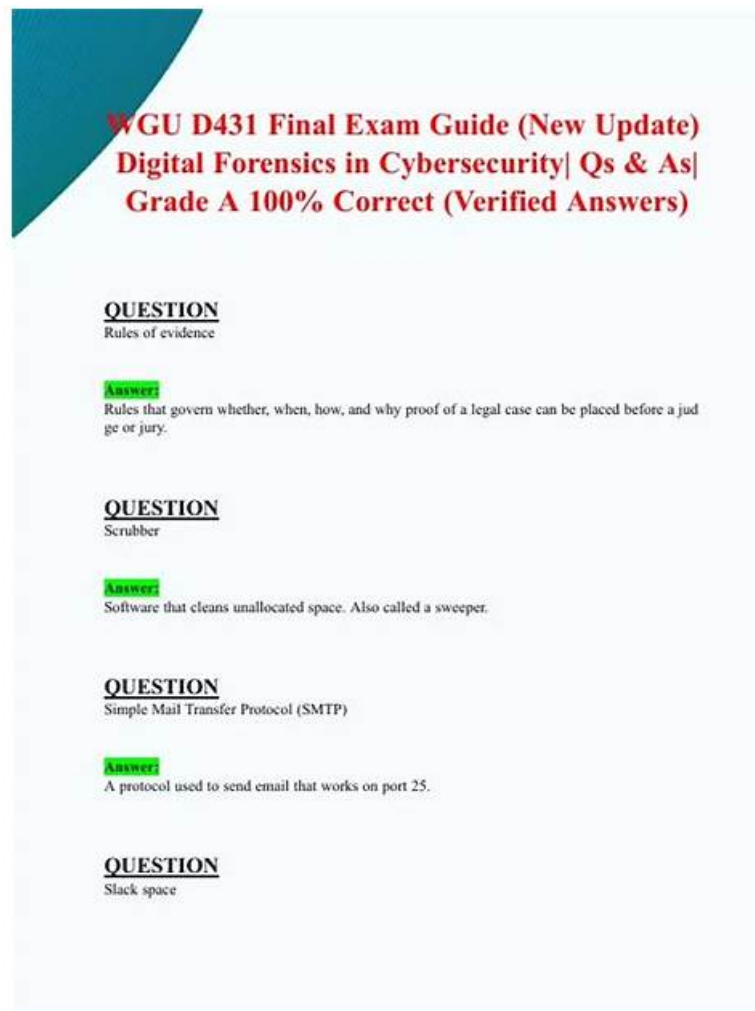 WGU D431 Final Exam Guide (New Update)
Digital Forensics in Cybersecurity| Qs & As|
Grade A 100% Correct (Verified Answers)
QUESTION
Rules of evidence
Answer:
Rules that govern whether, when, how, and why proof of a legal case can be placed before a jud
ge or jury.
QUESTION
Scrubber
Answer:
Software that cleans unallocated space. Also called a sweeper.
QUESTION
Simple Mail Transfer Protocol (SMTP)
Answer:
A protocol used to send email that works on port 25.
QUESTION
Slack space